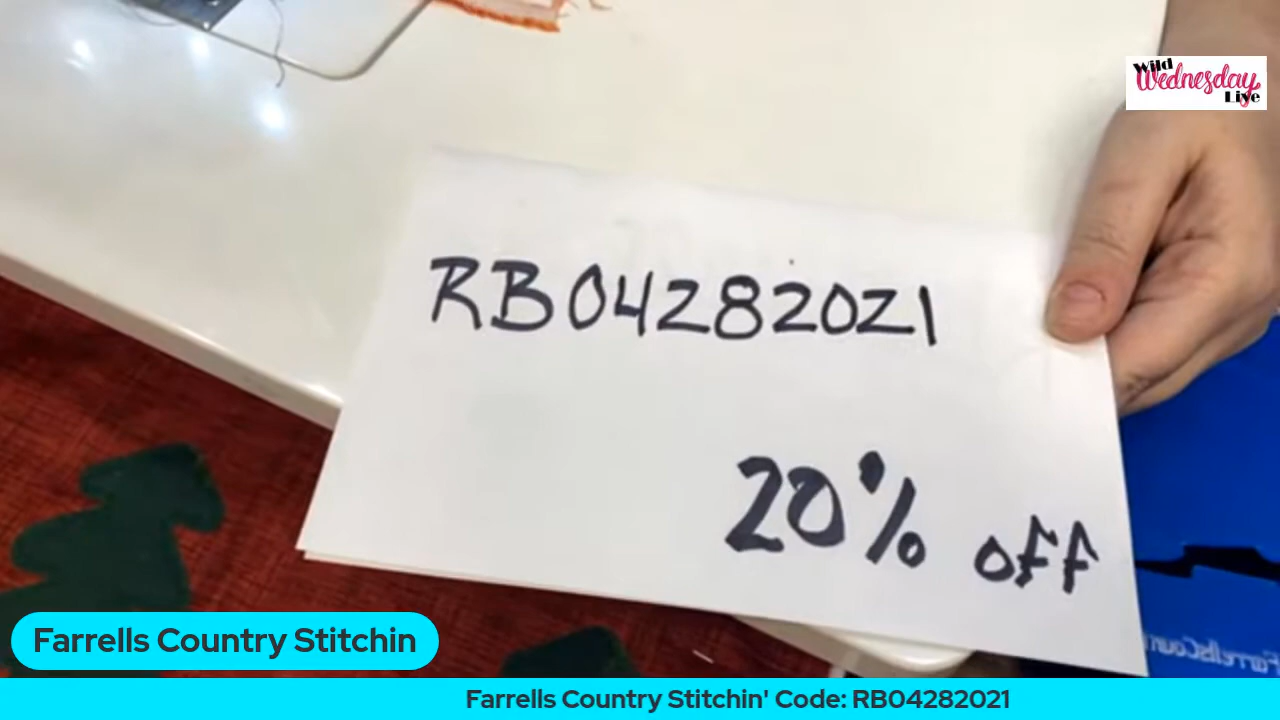 Wild
Wednesday
Live
RB04282021
20% off
Farrells Country Stitchin
Farrells Country Stitchin' Code: RB04282021